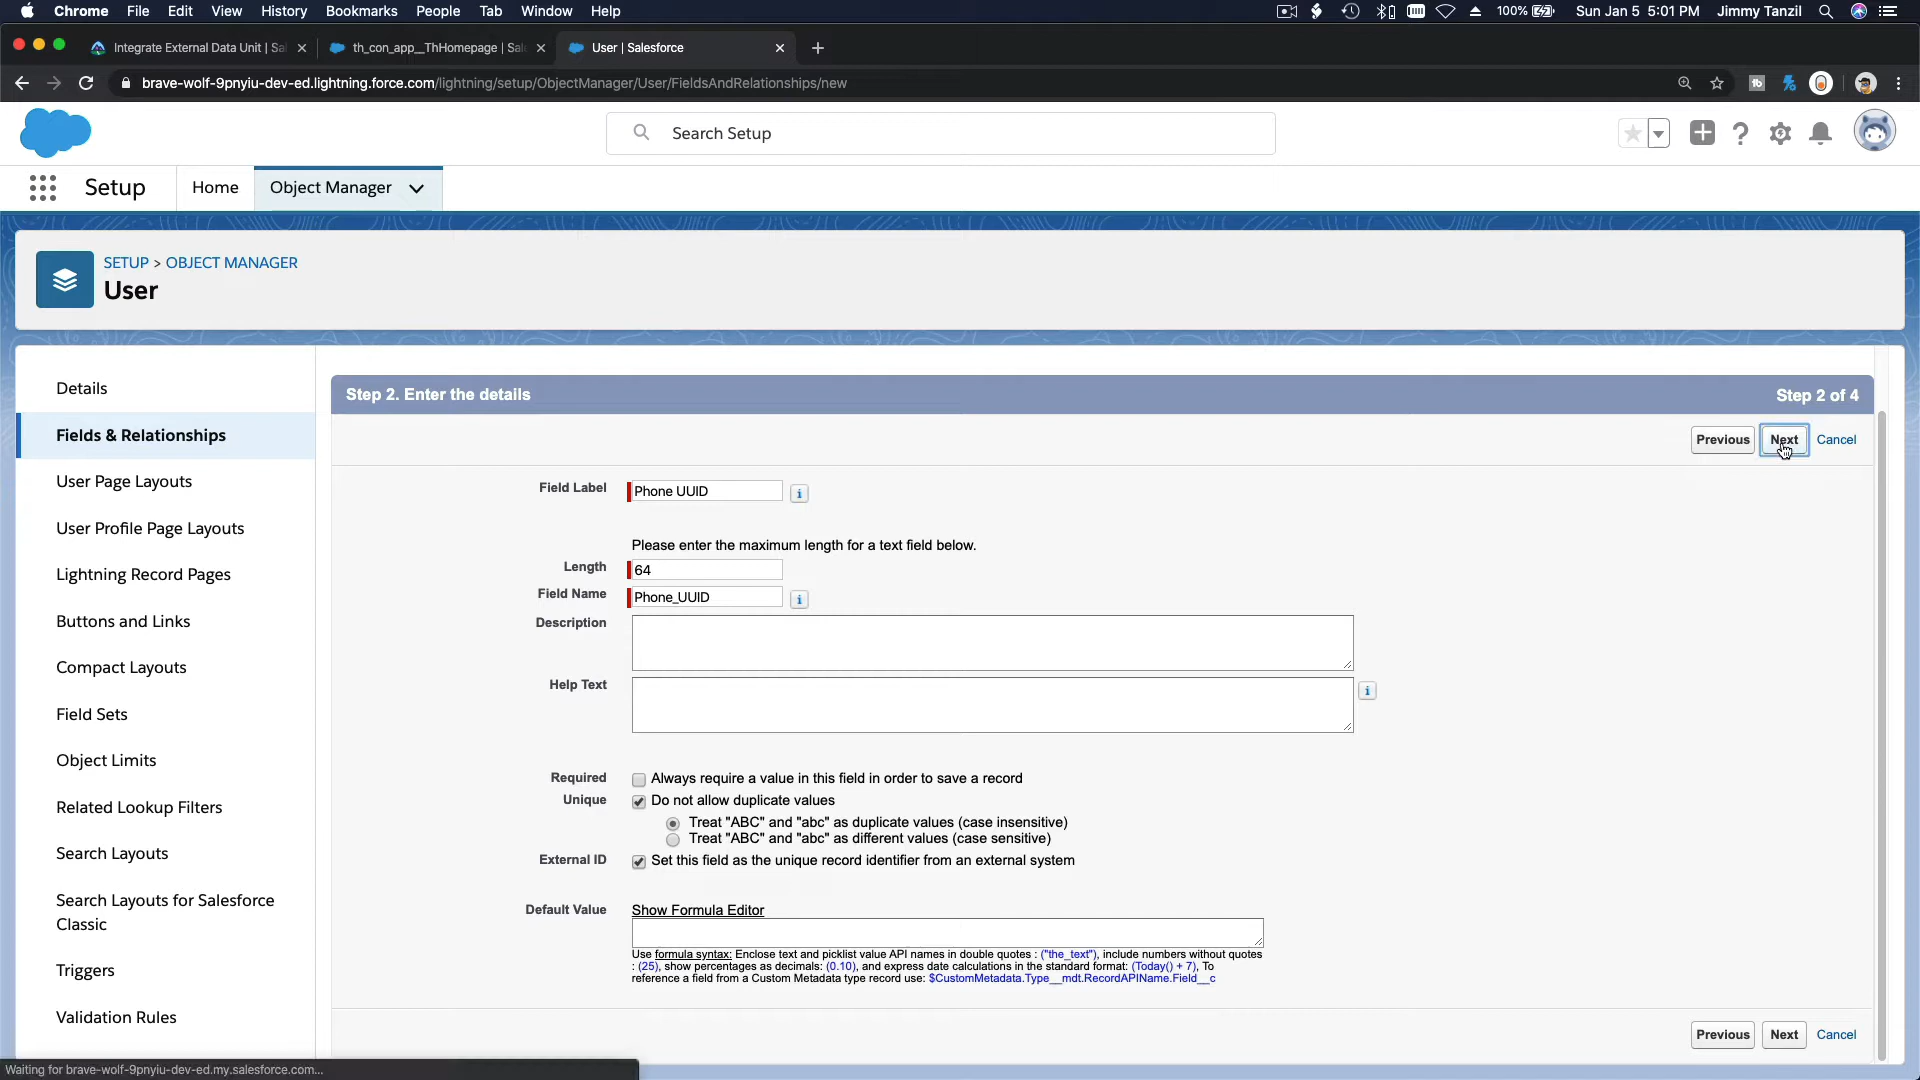 Chrome File Edit View History Bookmarks People Tab Window Help 100% Sun Jan 5 5:01 PM Jimmy Tanzil
Integrate External Data Unit | Sa th_con_app__ThHomepage | Sal User | Salesforce
brave-wolf-9pnyiu-dev-ed.lightning.force.com/lightning/setup/ObjectManager/User/FieldsAndRelationships/new
Search Setup
Setup Home Object Manager
SETUP > OBJECT MANAGER
User
Details
Fields & Relationships
User Page Layouts
User Profile Page Layouts
Lightning Record Pages
Buttons and Links
Compact Layouts
Field Sets
Object Limits
Related Lookup Filters
Search Layouts
Search Layouts for Salesforce
Classic
Triggers
Validation Rules
Step 2. Enter the details Step 2 of 4
Previous Next Cancel
Field Label Phone UUID
Please enter the maximum length for a text field below.
Length 64
Field Name Phone_UUID
Description
Help Text
Required Always require a value in this field in order to save a record
Unique Do not allow duplicate values
Treat "ABC" and "abc" as duplicate values (case insensitive)
Treat "ABC" and "abc" as different values (case sensitive)
External ID Set this field as the unique record identifier from an external system
Default Value Show Formula Editor
Use formula syntax: Enclose text and picklist value API names in double quotes : ("the_text"), include numbers without quotes
: (25), show percentages as decimals: (0.10), and express date calculations in the standard format: (Today() + 7), To
reference a field from a Custom Metadata type record use: $CustomMetadata.Type__mdt.RecordAPIName.Field__c
Previous Next Cancel
Waiting for brave-wolf-9pnyiu-dev-ed.my.salesforce.com...